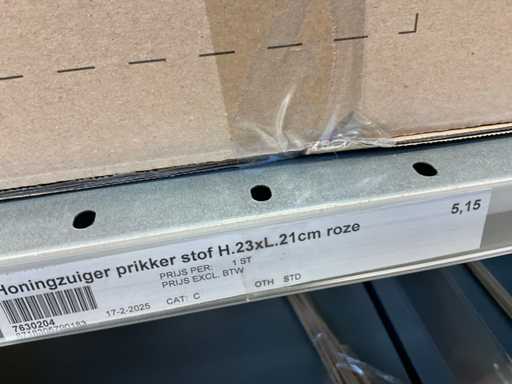 Honingzuiger prikker stof H.23xL.21cm roze 5,15
PRIJS PER: 1 ST
PRIJS EXCL. BTW
17-2-2025 CAT: C OTH STD
7630204